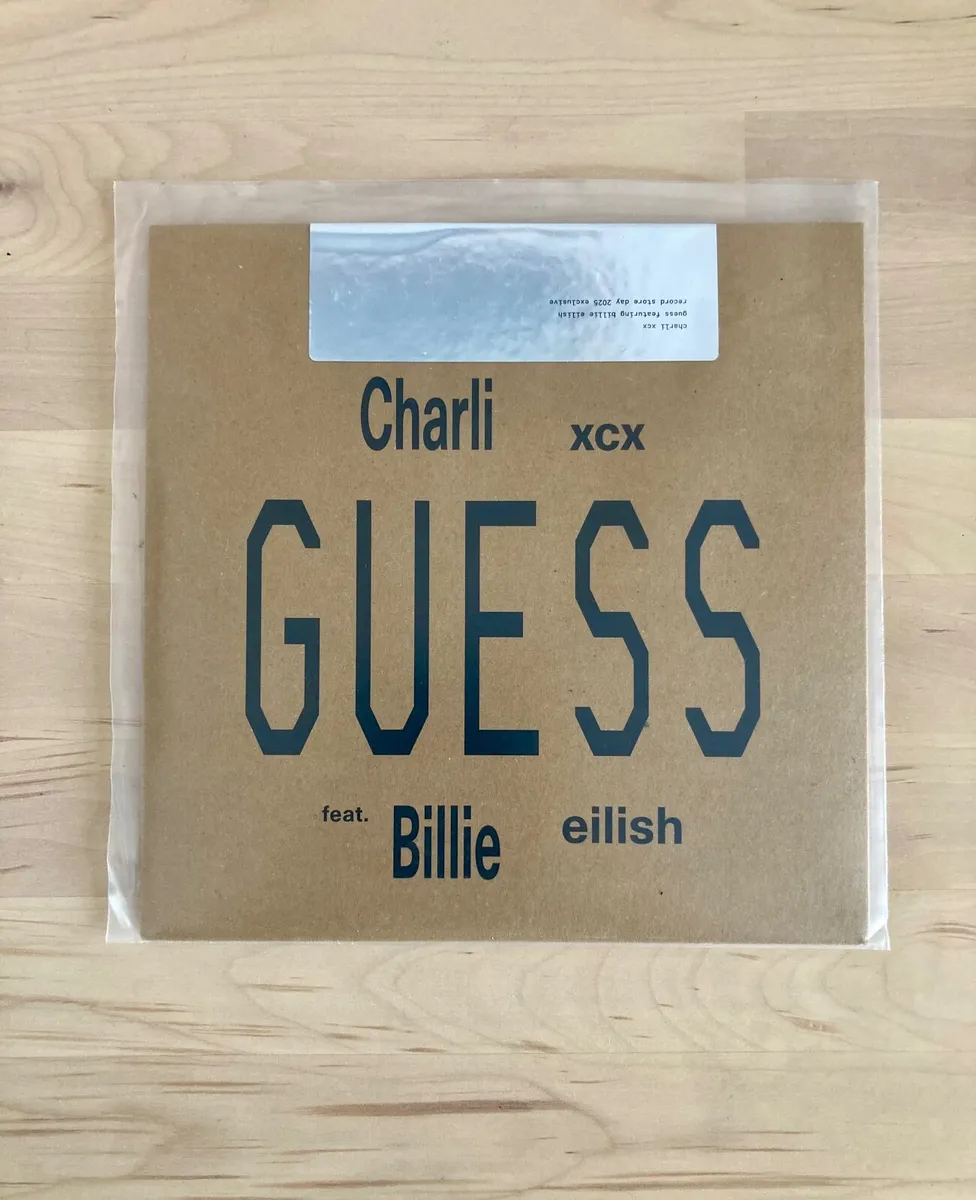 charli xcx
guess featuring billie eilish
record store day 2025 exclusive
Charli xcx
GUESS
feat. Billie eilish